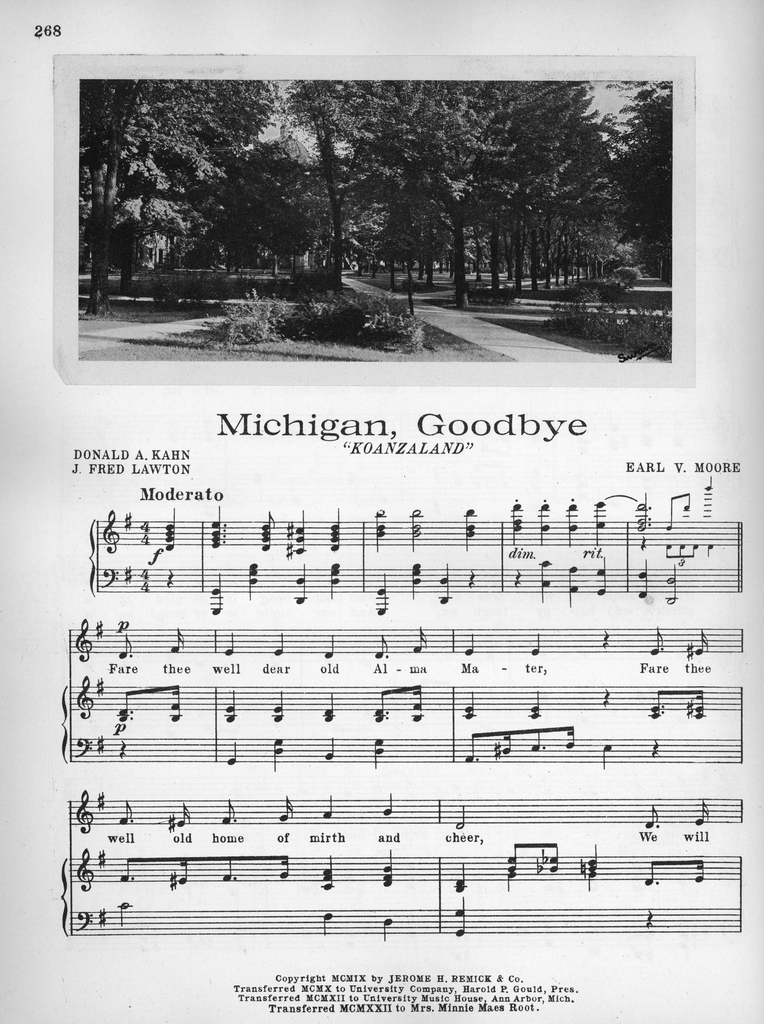 268
Michigan, Goodbye
"KOANZALAND"
DONALD A. KAHN
J. FRED LAWTON
EARL V. MOORE
Moderato
f
dim. rit.
3
p
Fare thee well dear old Al - ma Ma - ter, Fare thee
p
well old home of mirth and cheer, We will
Copyright MCMIX by JEROME H. REMICK & Co.
Transferred MCMX to University Company, Harold P. Gould, Pres.
Transferred MCMXII to University Music House, Ann Arbor, Mich.
Transferred MCMXXII to Mrs. Minnie Maes Root.